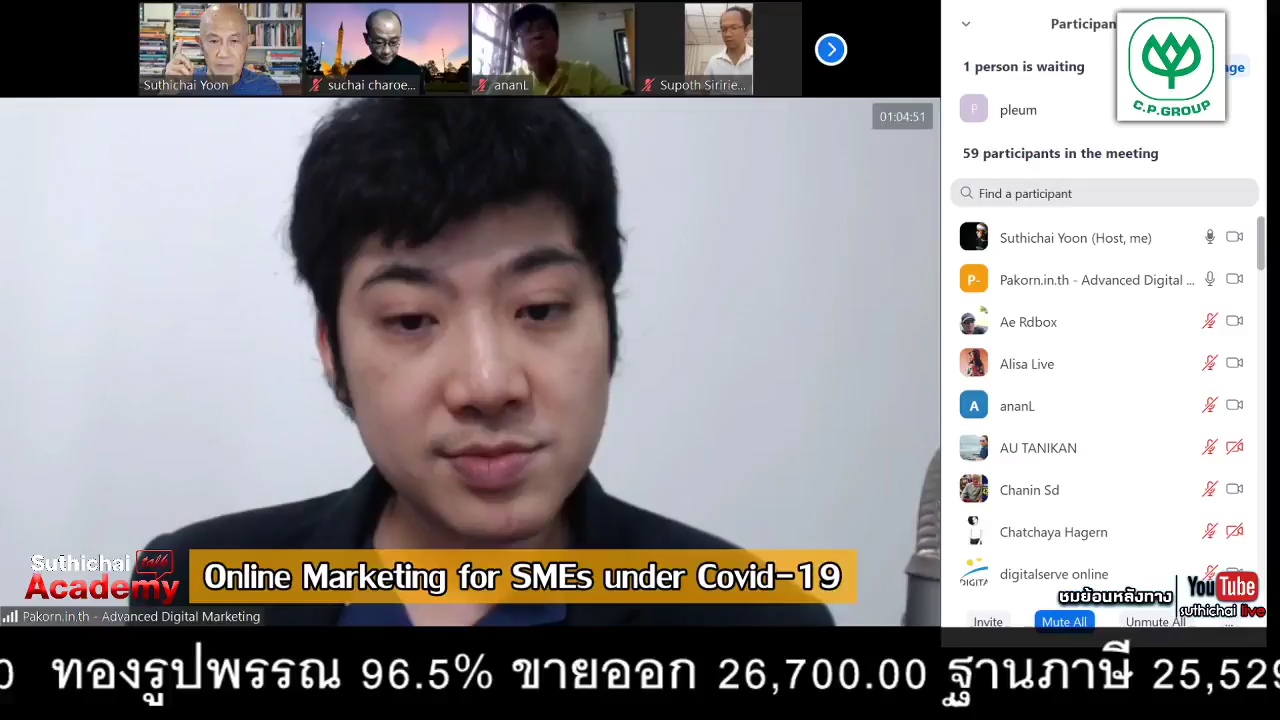 Suthichai Yoon
suchai charoe...
ananL
Supoth Siririe...
01:04:51
Participan
1 person is waiting
nge
C.P.GROUP
P
pleum
59 participants in the meeting
Find a participant
Suthichai Yoon (Host, me)
P-
Pakorn.in.th - Advanced Digital ...
Ae Rdbox
Alisa Live
A
ananL
AU TANIKAN
Chanin Sd
Chatchaya Hagern
DIGITA
digitalserve online
Suthichai talk
Academy
Online Marketing for SMEs under Covid-19
Pakorn.in.th - Advanced Digital Marketing
ชมย้อนหลังทาง
YouTube
suthichai live
Invite
Mute All
Unmute All
...
0 ทองรูปพรรณ 96.5% ขายออก 26,700.00 ฐานภาษี 25,529